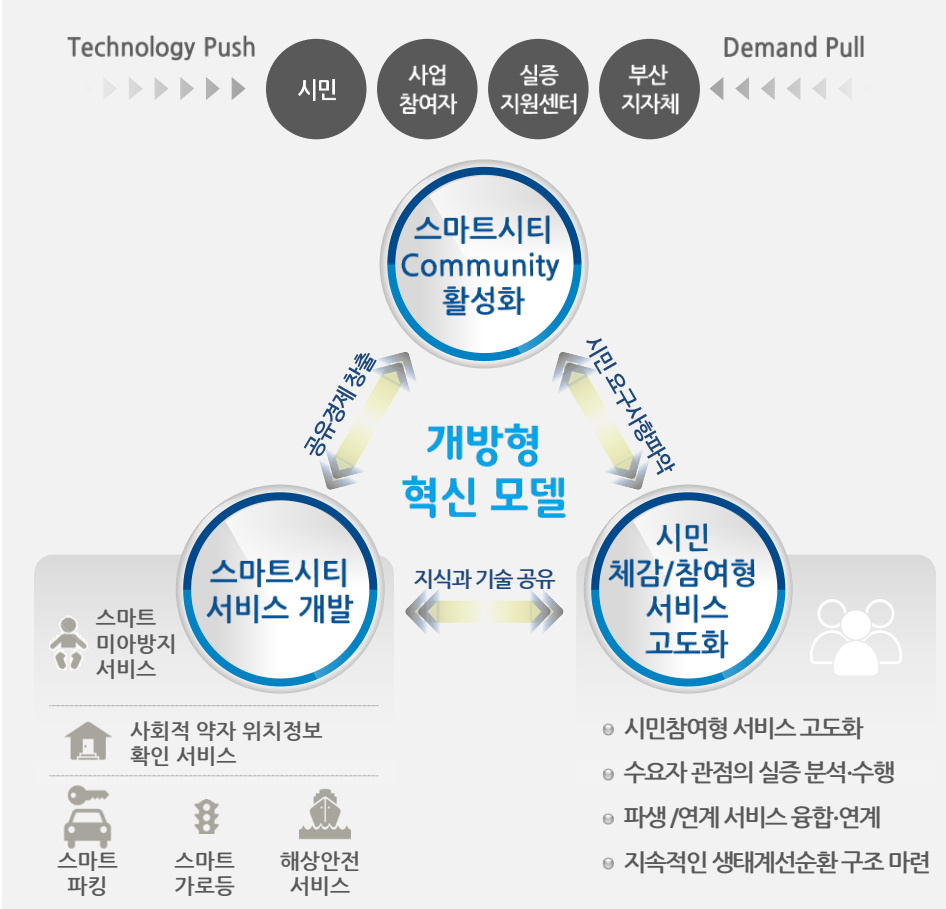 Technology Push
시민
사업
참여자
실증
지원센터
부산
지자체
Demand Pull
스마트시티
Community
활성화
공유경제 창출
시민 요구사항파악
개방형
혁신 모델
스마트시티
서비스 개발
지식과 기술 공유
시민
체감/참여형
서비스
고도화
스마트
미아방지
서비스
사회적 약자 위치정보
확인 서비스
스마트
파킹
스마트
가로등
해상안전
서비스
시민참여형 서비스 고도화
수요자 관점의 실증 분석·수행
파생 /연계 서비스 융합·연계
지속적인 생태계선순환 구조 마련